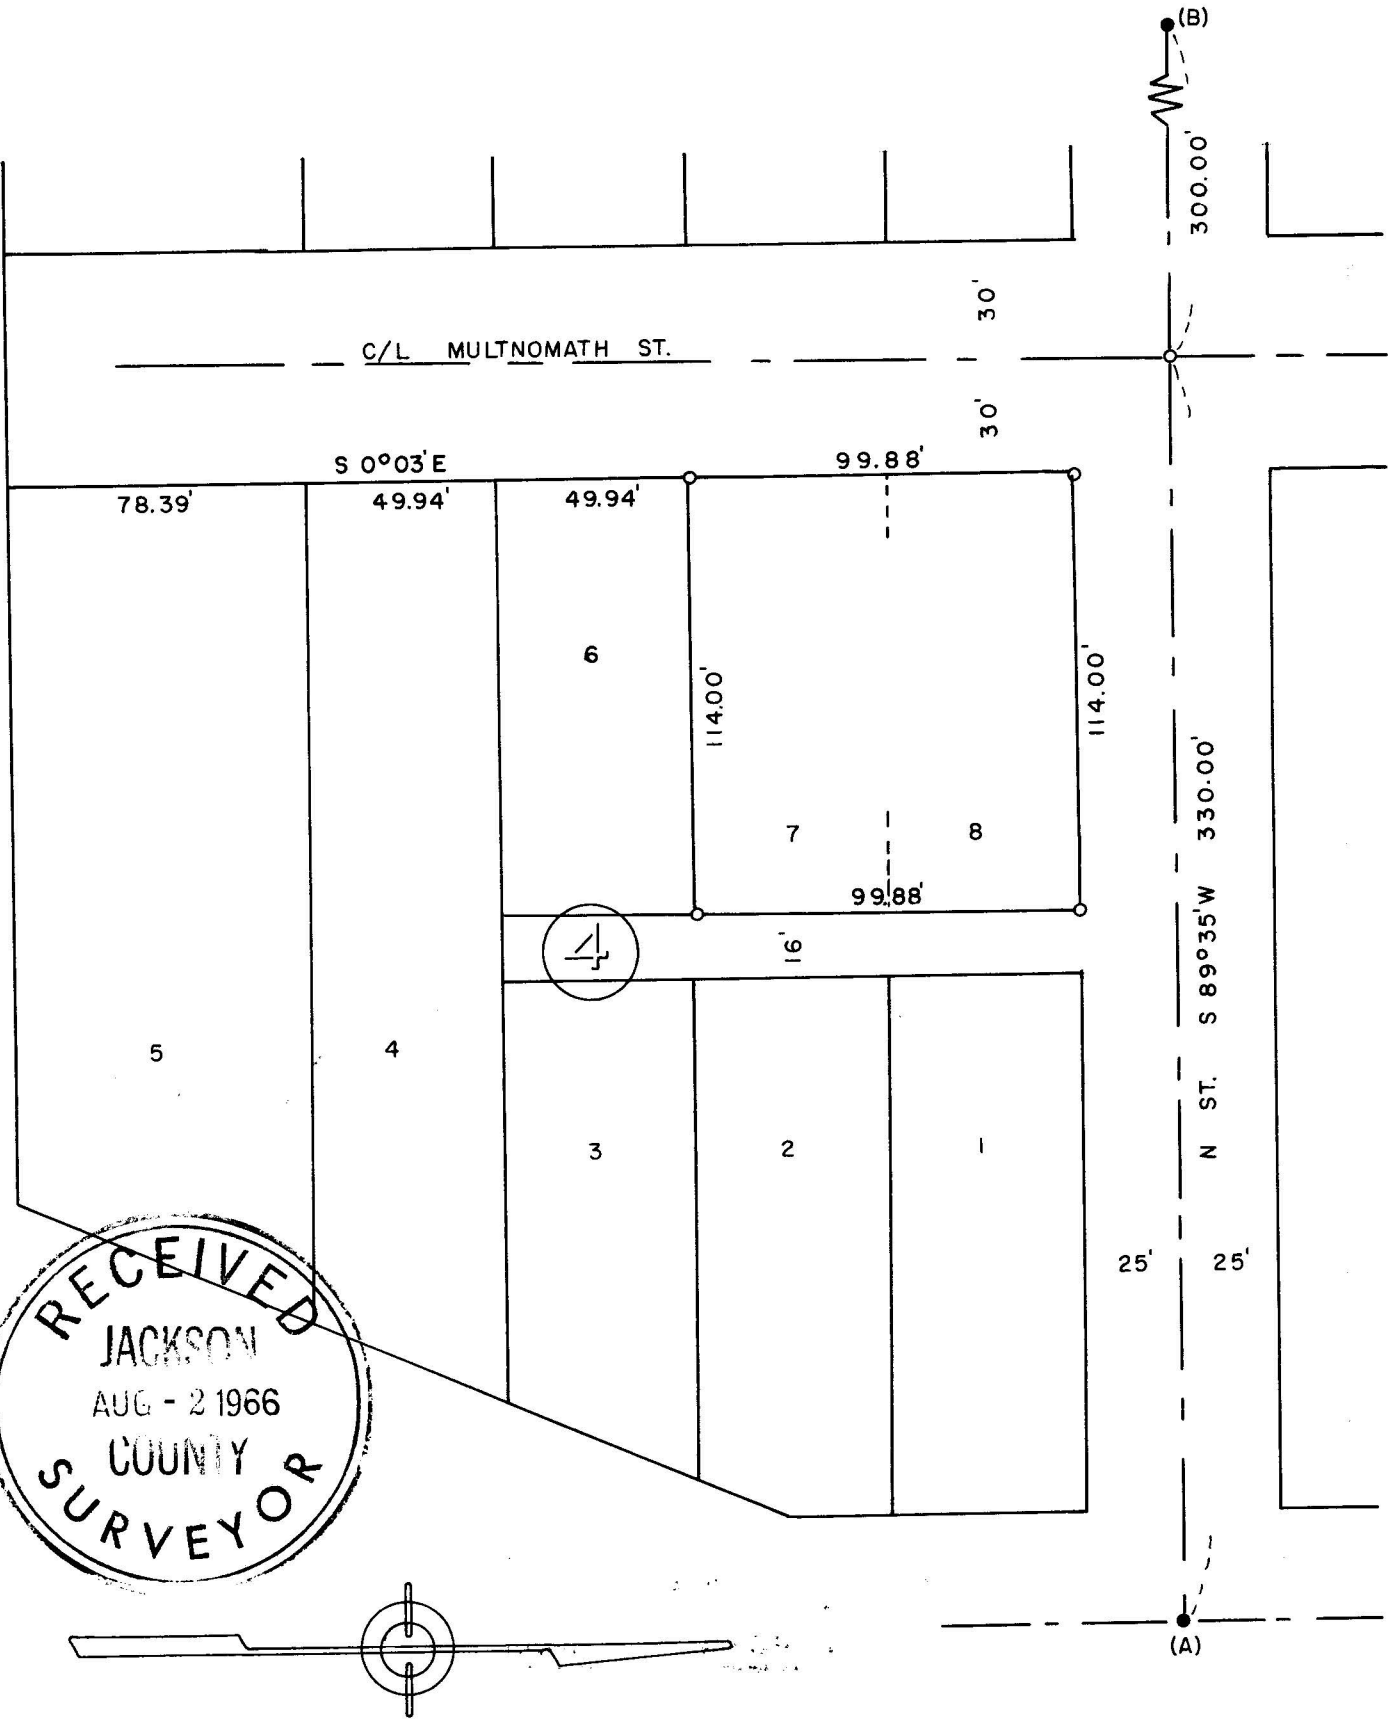 (B)
300.00'
30'
C/L MULTNOMATH ST.
30'
S 0°03'E
99.88'
78.39'
49.94'
49.94'
6
114.00'
114.00'
330.00'
7
8
99.88'
4
16'
S 89°35'W
5
4
3
2
1
N ST.
25'
25'
RECEIVED
JACKSON
AUG - 2 1966
COUNTY
SURVEYOR
(A)